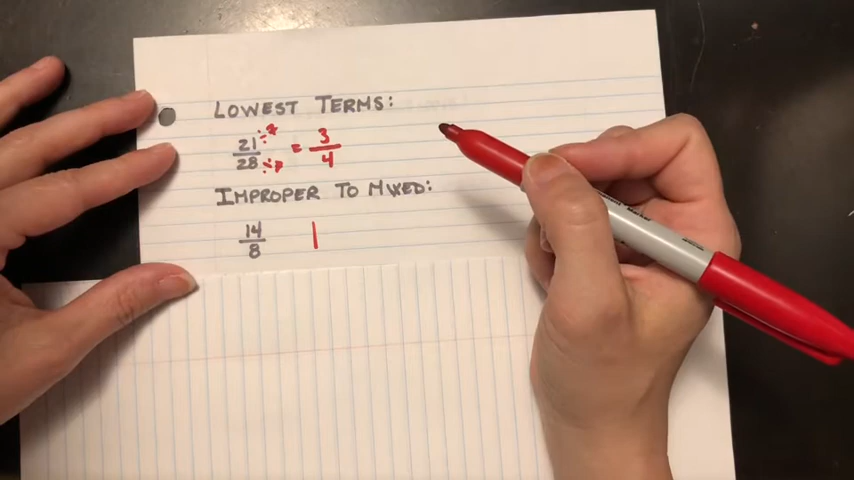 LOWEST TERMS:
21/28 ÷7/÷7 = 3/4
IMPROPER TO MIXED:
14/8 1